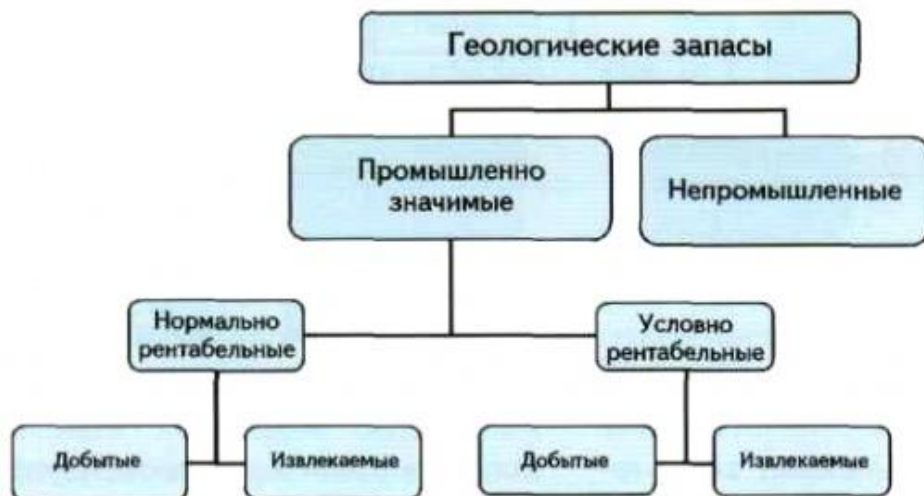 Геологические запасы
Промышленно
значимые
Непромышленные
Нормально
рентабельные
Условно
рентабельные
Добытые
Извлекаемые
Добытые
Извлекаемые